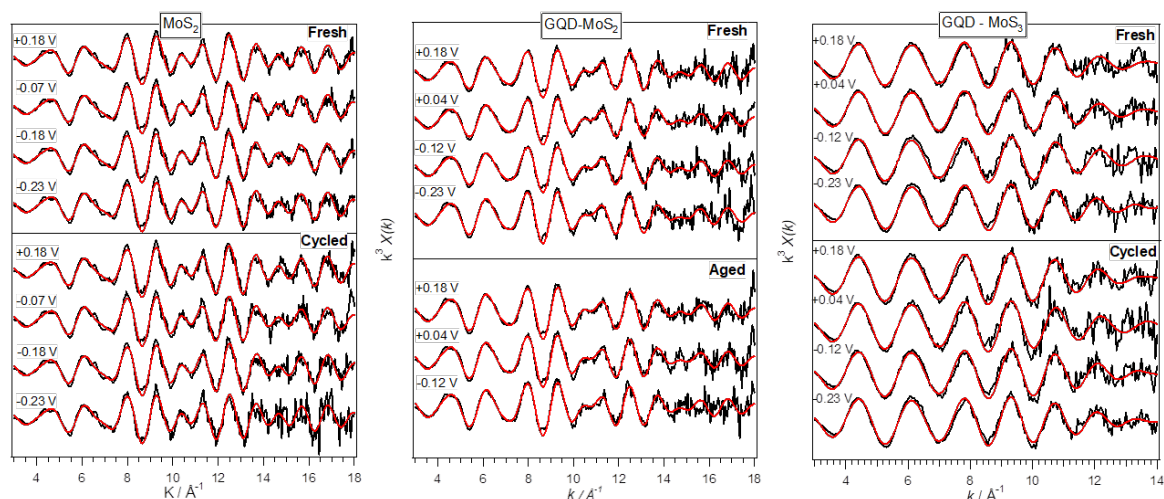 MoS2
Fresh
+0.18 V
-0.07 V
-0.18 V
-0.23 V
Cycled
+0.18 V
-0.07 V
-0.18 V
-0.23 V
4 6 8 10 12 14 16 18
K / Å-1
k3 X(k)
GQD-MoS2
Fresh
+0.18 V
+0.04 V
-0.12 V
-0.23 V
Aged
+0.18 V
+0.04 V
-0.12 V
4 6 8 10 12 14 16 18
k / Å-1
k3 X(k)
GQD - MoS3
Fresh
+0.18 V
+0.04 V
-0.12 V
-0.23 V
Cycled
+0.18 V
+0.04 V
-0.12 V
-0.23 V
4 6 8 10 12 14
k / Å-1